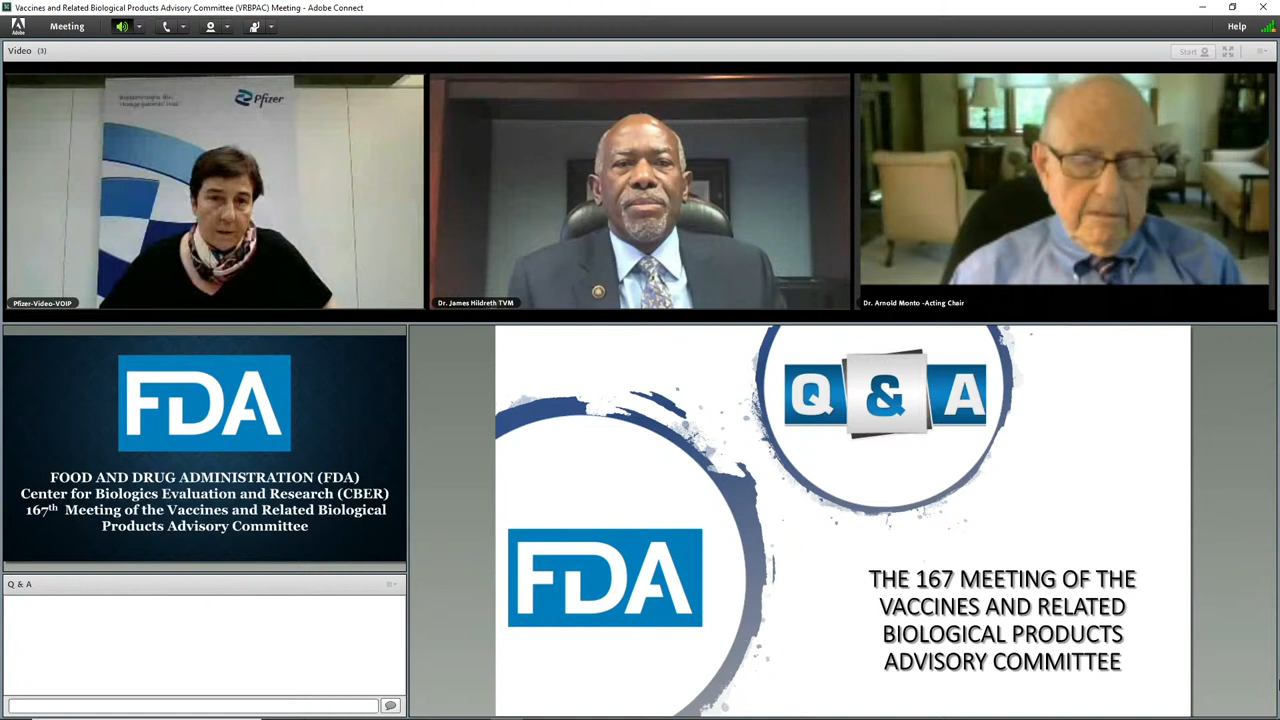 Vaccines and Related Biological Products Advisory Committee (VRBPAC) Meeting - Adobe Connect
Meeting
Help
Video (3)
Start
Pfizer
Pfizer-Video-VOIP
Dr. James Hildreth TVM
Dr. Arnold Monto -Acting Chair
FDA
FOOD AND DRUG ADMINISTRATION (FDA)
Center for Biologics Evaluation and Research (CBER)
167th Meeting of the Vaccines and Related Biological
Products Advisory Committee
Q & A
Q & A
FDA
THE 167 MEETING OF THE
VACCINES AND RELATED
BIOLOGICAL PRODUCTS
ADVISORY COMMITTEE